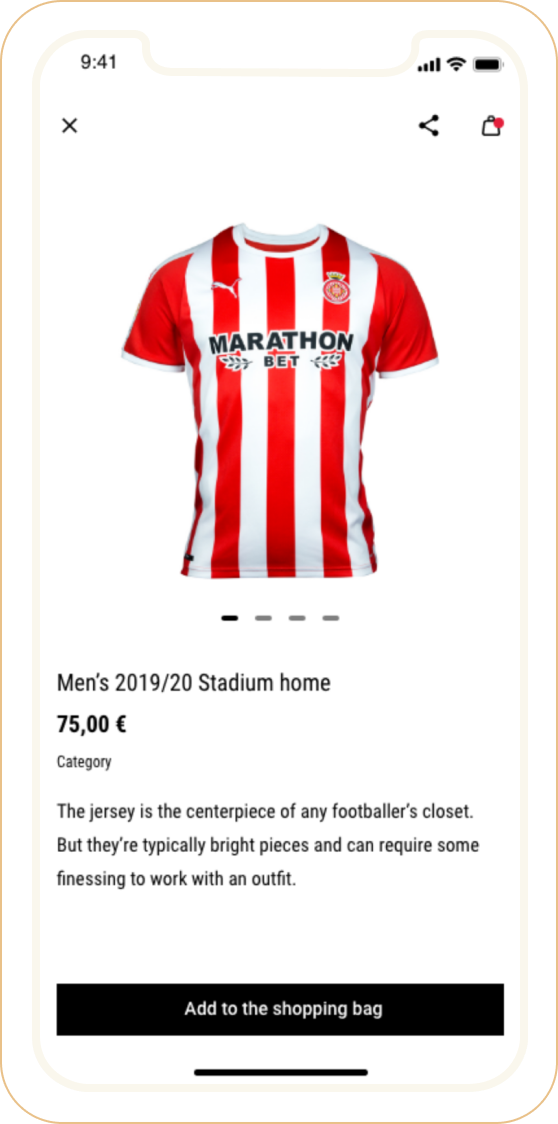 9:41
MARATHON
BET
Men’s 2019/20 Stadium home
75,00 €
Category
The jersey is the centerpiece of any footballer’s closet.
But they’re typically bright pieces and can require some
finessing to work with an outfit.
Add to the shopping bag